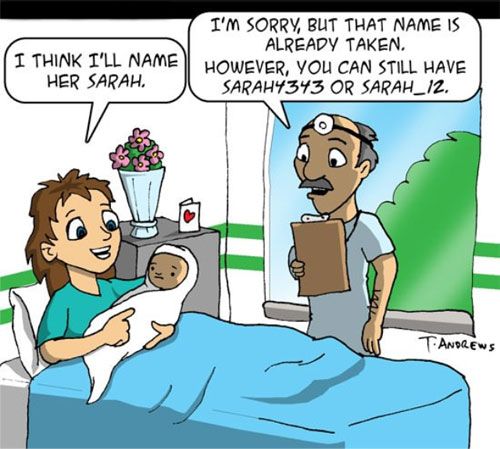 I THINK I'LL NAME
HER SARAH.
I'M SORRY, BUT THAT NAME IS
ALREADY TAKEN.
HOWEVER, YOU CAN STILL HAVE
SARAH4343 OR SARAH_12.
T. ANDREWS